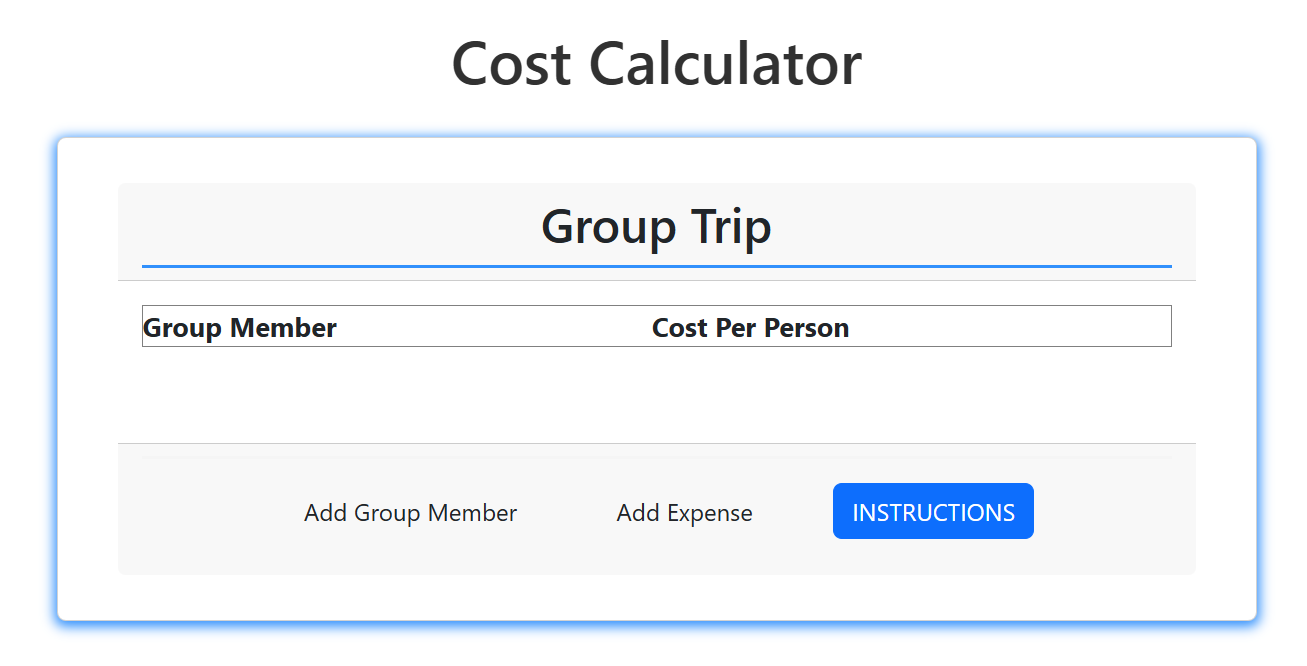 Cost Calculator
Group Trip
Group Member Cost Per Person
Add Group Member Add Expense INSTRUCTIONS